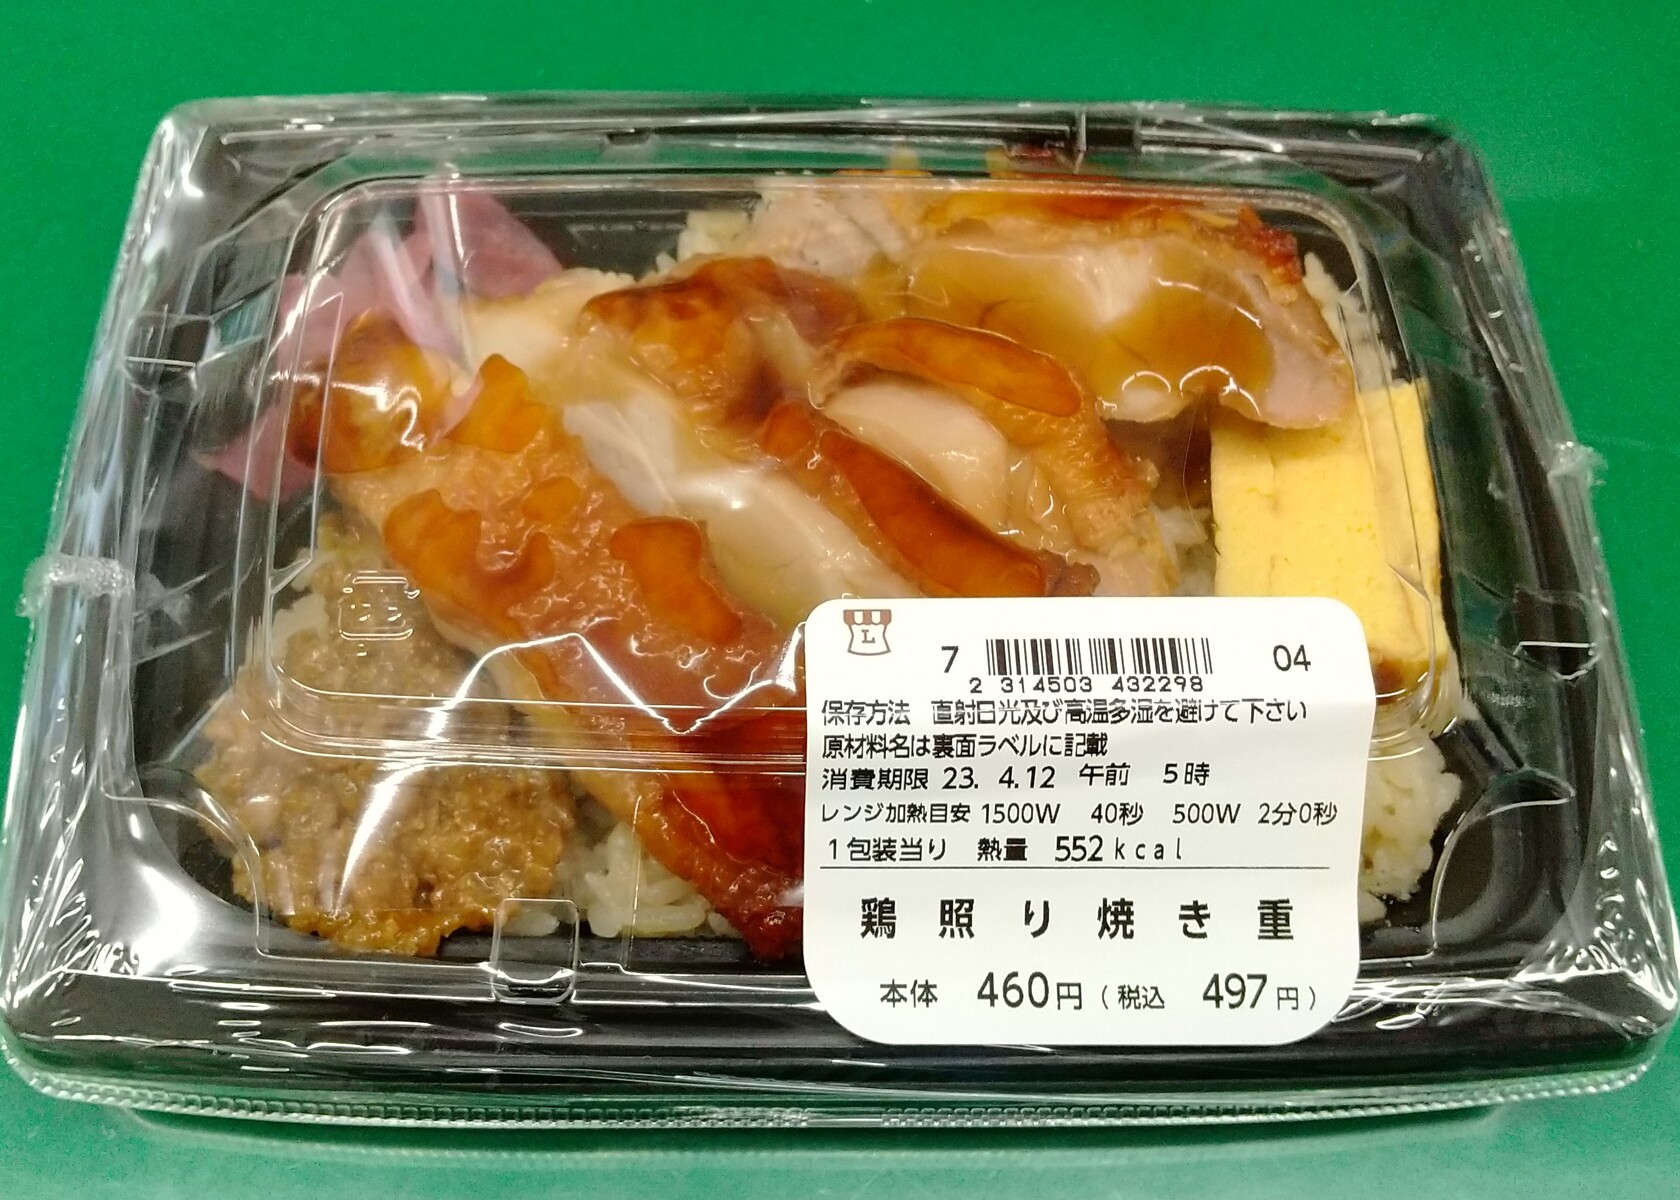 L
7 04
2 314503 432298
保存方法 直射日光及び高温多湿を避けて下さい
原材料名は裏面ラベルに記載
消費期限 23. 4.12 午前 5時
レンジ加熱目安 1500W 40秒 500W 2分0秒
1包装当り 熱量 552kcal
鶏照り焼き重
本体 460円(税込 497円)